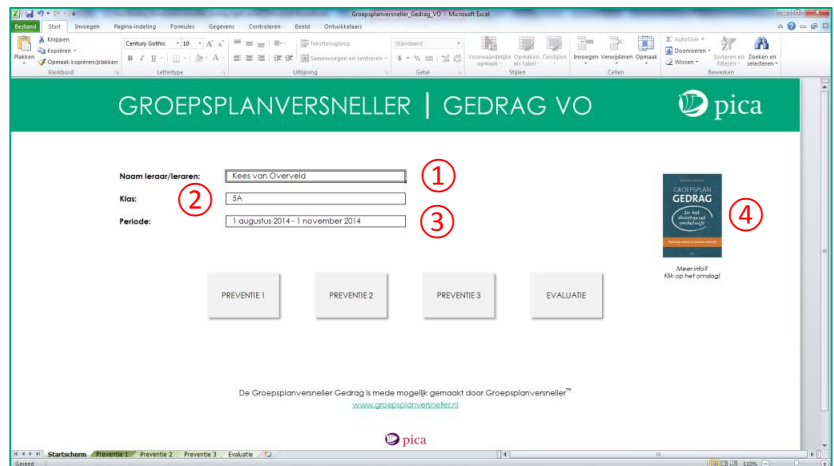 Groepsplanversneller_Gedrag_VO - Microsoft Excel
Bestand Start Invoegen Pagina-indeling Formules Gegevens Controleren Beeld Ontwikkelaars
Plakken
Knippen
Kopiëren
Opmaak kopiëren/plakken
Klembord
Century Gothic 10
B I U
Lettertype
Tekstterugloop
Samenvoegen en centreren
Uitlijning
Standaard
$ % 000
Getal
Voorwaardelijke opmaak
Opmaken als tabel
Celstijlen
Stijlen
Invoegen Verwijderen Opmaak
Cellen
Σ AutoSom
Doorvoeren
Wissen
Sorteren en filteren
Zoeken en selecteren
Bewerken
GROEPSPLANVERSNELLER | GEDRAG VO
pica
Naam leraar/leraren: Kees van Overveld 1
Klas: 2 5A
Periode: 1 augustus 2014 - 1 november 2014 3
GROEPSPLAN
GEDRAG
In het
voortgezet
onderwijs
4
Meer info?
Klik op het omslag!
PREVENTIE 1 PREVENTIE 2 PREVENTIE 3 EVALUATIE
De Groepsplanversneller Gedrag is mede mogelijk gemaakt door Groepsplanversneller™
www.groepsplanversneller.nl
pica
Startscherm Preventie 1 Preventie 2 Preventie 3 Evaluatie
Gereed 110%